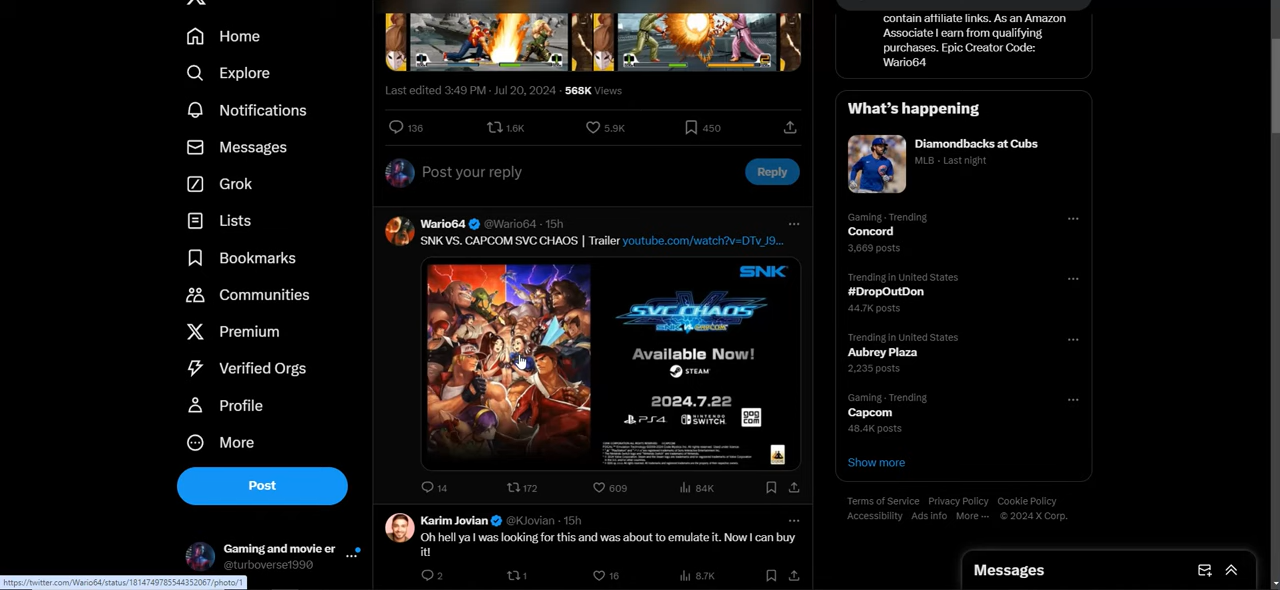 Home
Explore
Notifications
Messages
Grok
Lists
Bookmarks
Communities
Premium
Verified Orgs
Profile
More
Post
Gaming and movie er
@turboverse1990
https://twitter.com/Wario64/status/1814749785544352067/photo/1
Last edited 3:49 PM · Jul 20, 2024 · 568K Views
136 1.6K 5.9K 450
Post your reply
Reply
Wario64 @Wario64 · 15h
SNK VS. CAPCOM SVC CHAOS | Trailer youtube.com/watch?v=DTv_J9...
SNK
SVC CHAOS
Available Now!
STEAM
2024.7.22
PS4 NINTENDO SWITCH gog com
14 172 609 84K
Karim Jovian @KJovian · 15h
Oh hell ya I was looking for this and was about to emulate it. Now I can buy
it!
2 1 16 8.7K
contain affiliate links. As an Amazon
Associate I earn from qualifying
purchases. Epic Creator Code:
Wario64
What's happening
Diamondbacks at Cubs
MLB · Last night
Gaming · Trending
Concord
3,669 posts
Trending in United States
#DropOutDon
44.7K posts
Trending in United States
Aubrey Plaza
2,235 posts
Gaming · Trending
Capcom
48.4K posts
Show more
Terms of Service Privacy Policy Cookie Policy
Accessibility Ads info More ··· © 2024 X Corp.
Messages